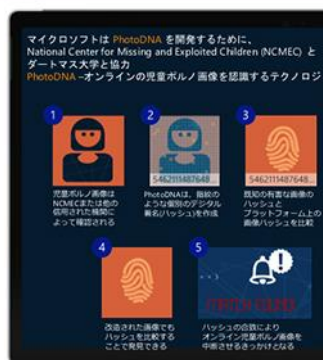 マイクロソフトは PhotoDNA を開発するために、
National Center for Missing and Exploited Children (NCMEC) と
ダートマス大学と協力
PhotoDNA –オンラインの児童ポルノ画像を認識するテクノロジ
1
2
3
5462111487648...
5462111487648...
児童ポルノ画像は
NCMECまたは他の
信用された機関に
よって確認される
PhotoDNAは、指紋の
ような個別のデジタル
署名(ハッシュ)を作成
既知の有害な画像の
ハッシュと
プラットフォーム上の
画像ハッシュを比較
4
5
MATCH FOUND
改造された画像でも
ハッシュを比較する
ことで発見できる
ハッシュの合致により
オンライン児童ポルノ画像を
中断させるきっかけとなる